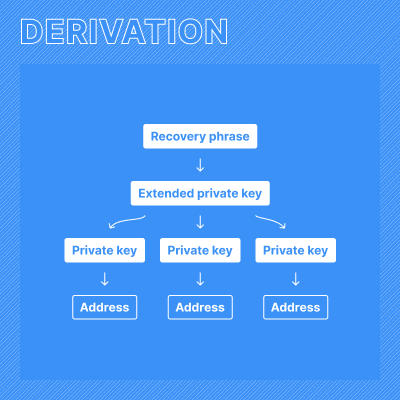 DERIVATION
Recovery phrase
Extended private key
Private key Private key Private key
Address Address Address